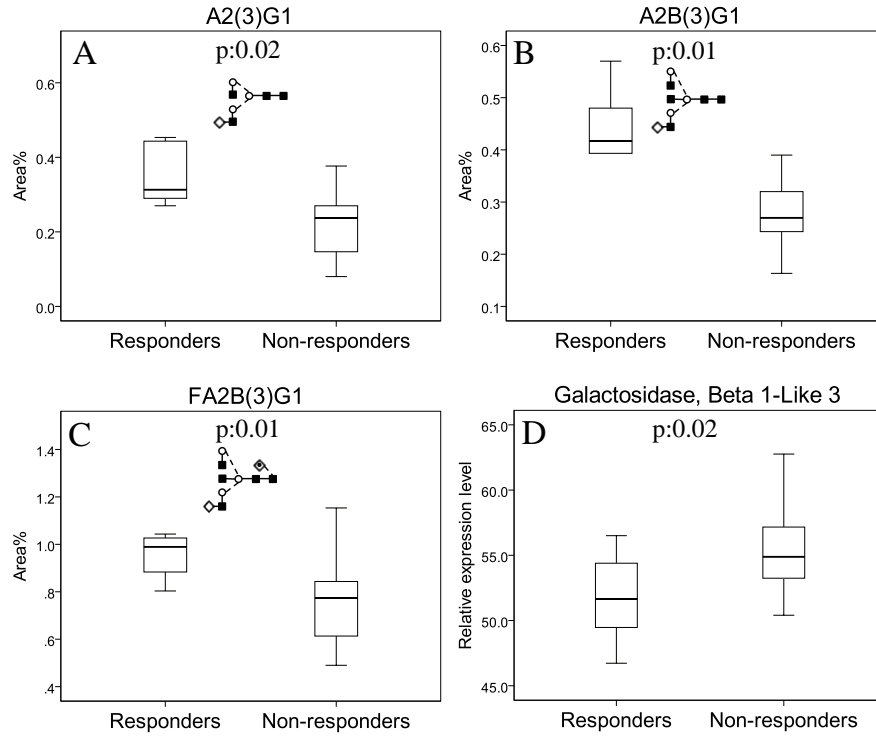 A2(3)G1
A
p:0.02
0.6
0.4
0.2
0.0
Area%
Responders Non-responders
A2B(3)G1
B
p:0.01
0.6
0.5
0.4
0.3
0.2
0.1
Area%
Responders Non-responders
FA2B(3)G1
C
p:0.01
1.4
1.2
1.0
.8
.6
.4
Area%
Responders Non-responders
Galactosidase, Beta 1-Like 3
D
p:0.02
65.0
60.0
55.0
50.0
45.0
Relative expression level
Responders Non-responders